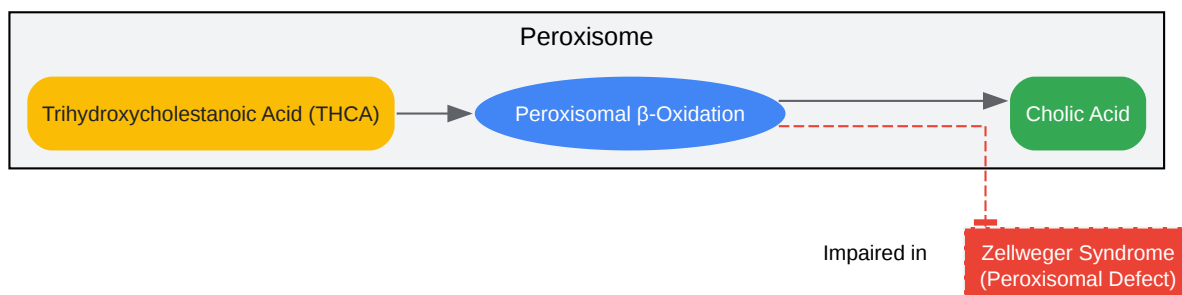 Peroxisome
Trihydroxycholestanoic Acid (THCA)
Peroxisomal β-Oxidation
Cholic Acid
Impaired in
Zellweger Syndrome
(Peroxisomal Defect)